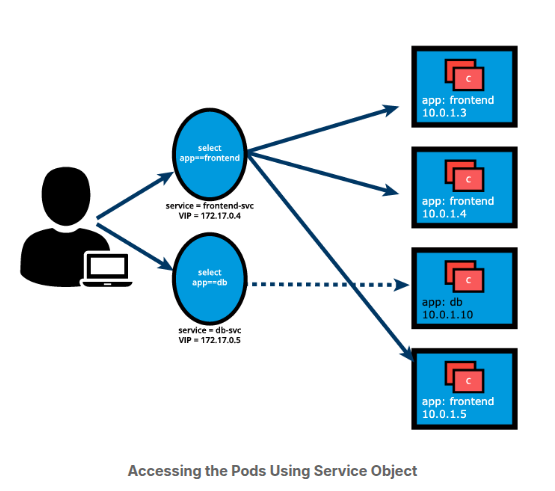 select
app==frontend
service = frontend-svc
VIP = 172.17.0.4
select
app==db
service = db-svc
VIP = 172.17.0.5
C
app: frontend
10.0.1.3
C
app: frontend
10.0.1.4
C
app: db
10.0.1.10
C
app: frontend
10.0.1.5
Accessing the Pods Using Service Object